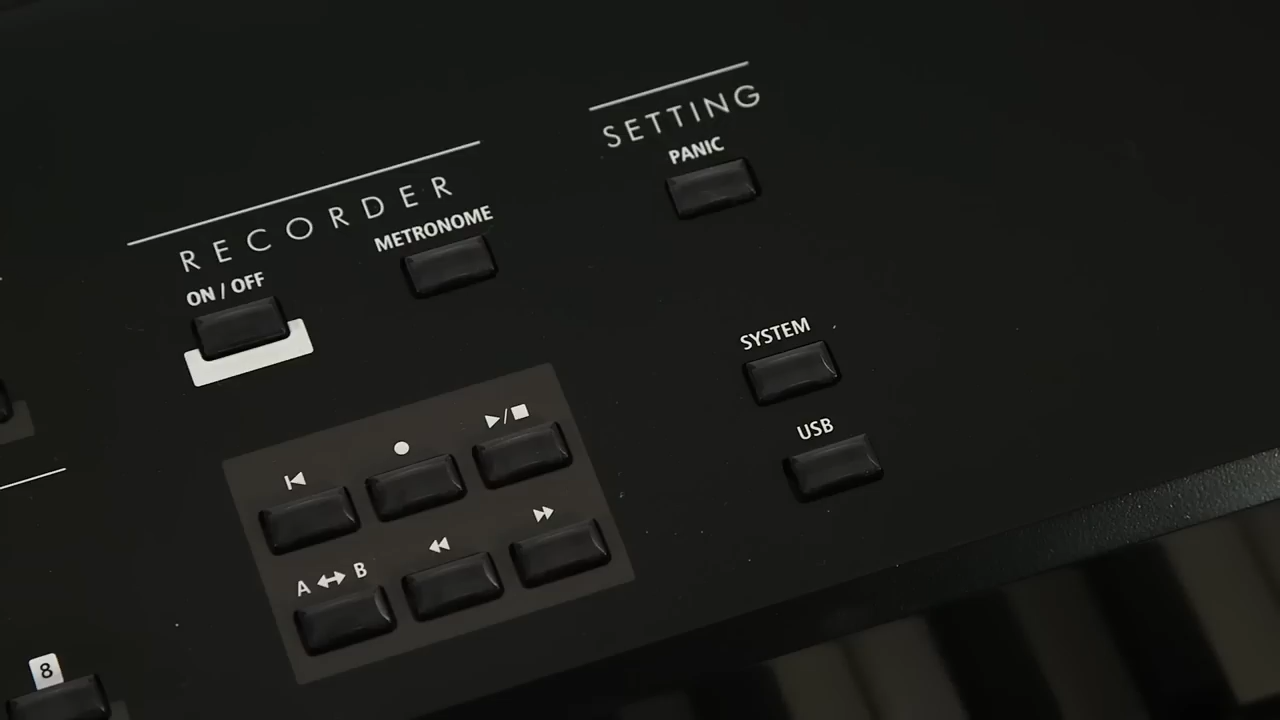 SETTING
PANIC
RECORDER
METRONOME
ON / OFF
SYSTEM
USB
A ↔ B
8